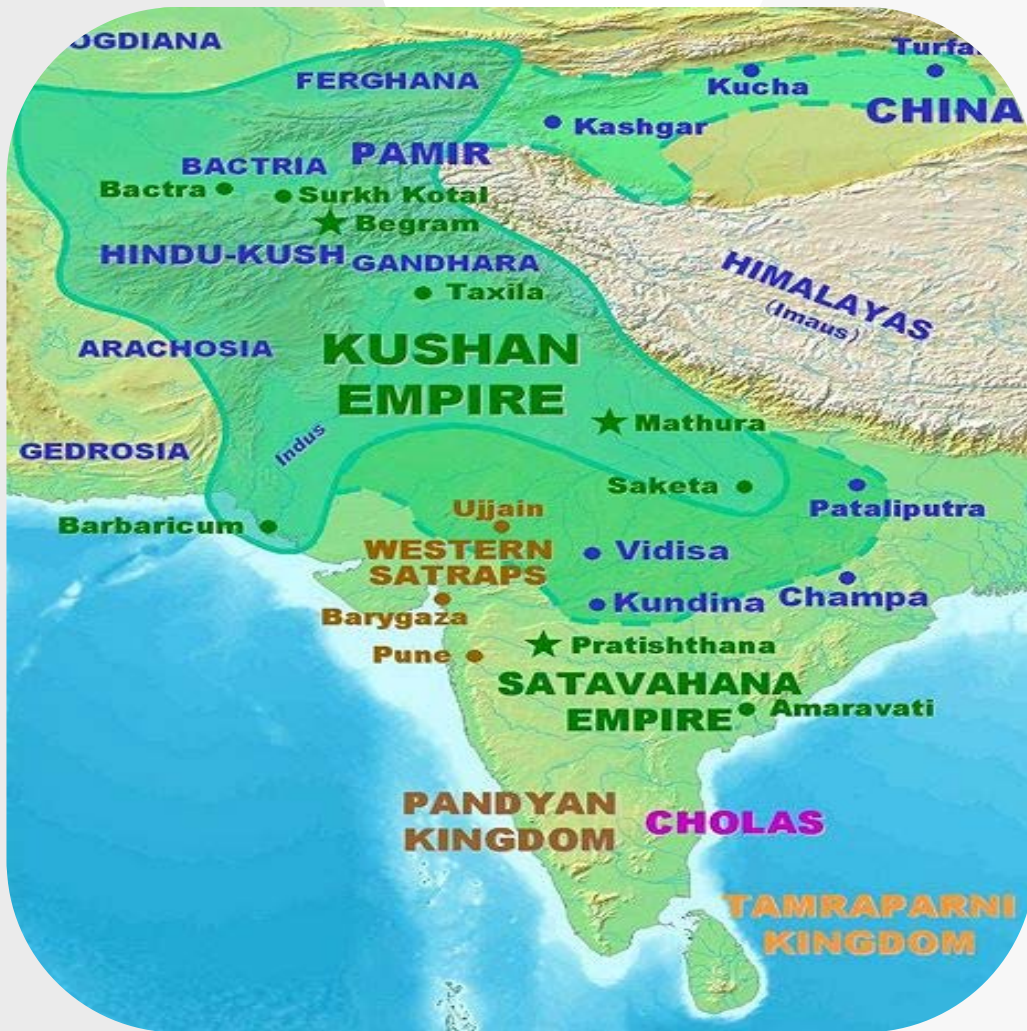 OGDIANA
Turfa
FERGHANA
Kucha
CHINA
Kashgar
PAMIR
BACTRIA
Bactra
Surkh Kotal
Begram
HINDU-KUSH
GANDHARA
Taxila
HIMALAYAS
(Imaus)
ARACHOSIA
KUSHAN
EMPIRE
Mathura
GEDROSIA
Indus
Saketa
Pataliputra
Barbaricum
Ujjain
WESTERN
SATRAPS
Vidisa
Barygaza
Kundina
Champa
Pune
Pratishthana
SATAVAHANA
EMPIRE
Amaravati
PANDYAN
KINGDOM
CHOLAS
TAMRAPARNI
KINGDOM